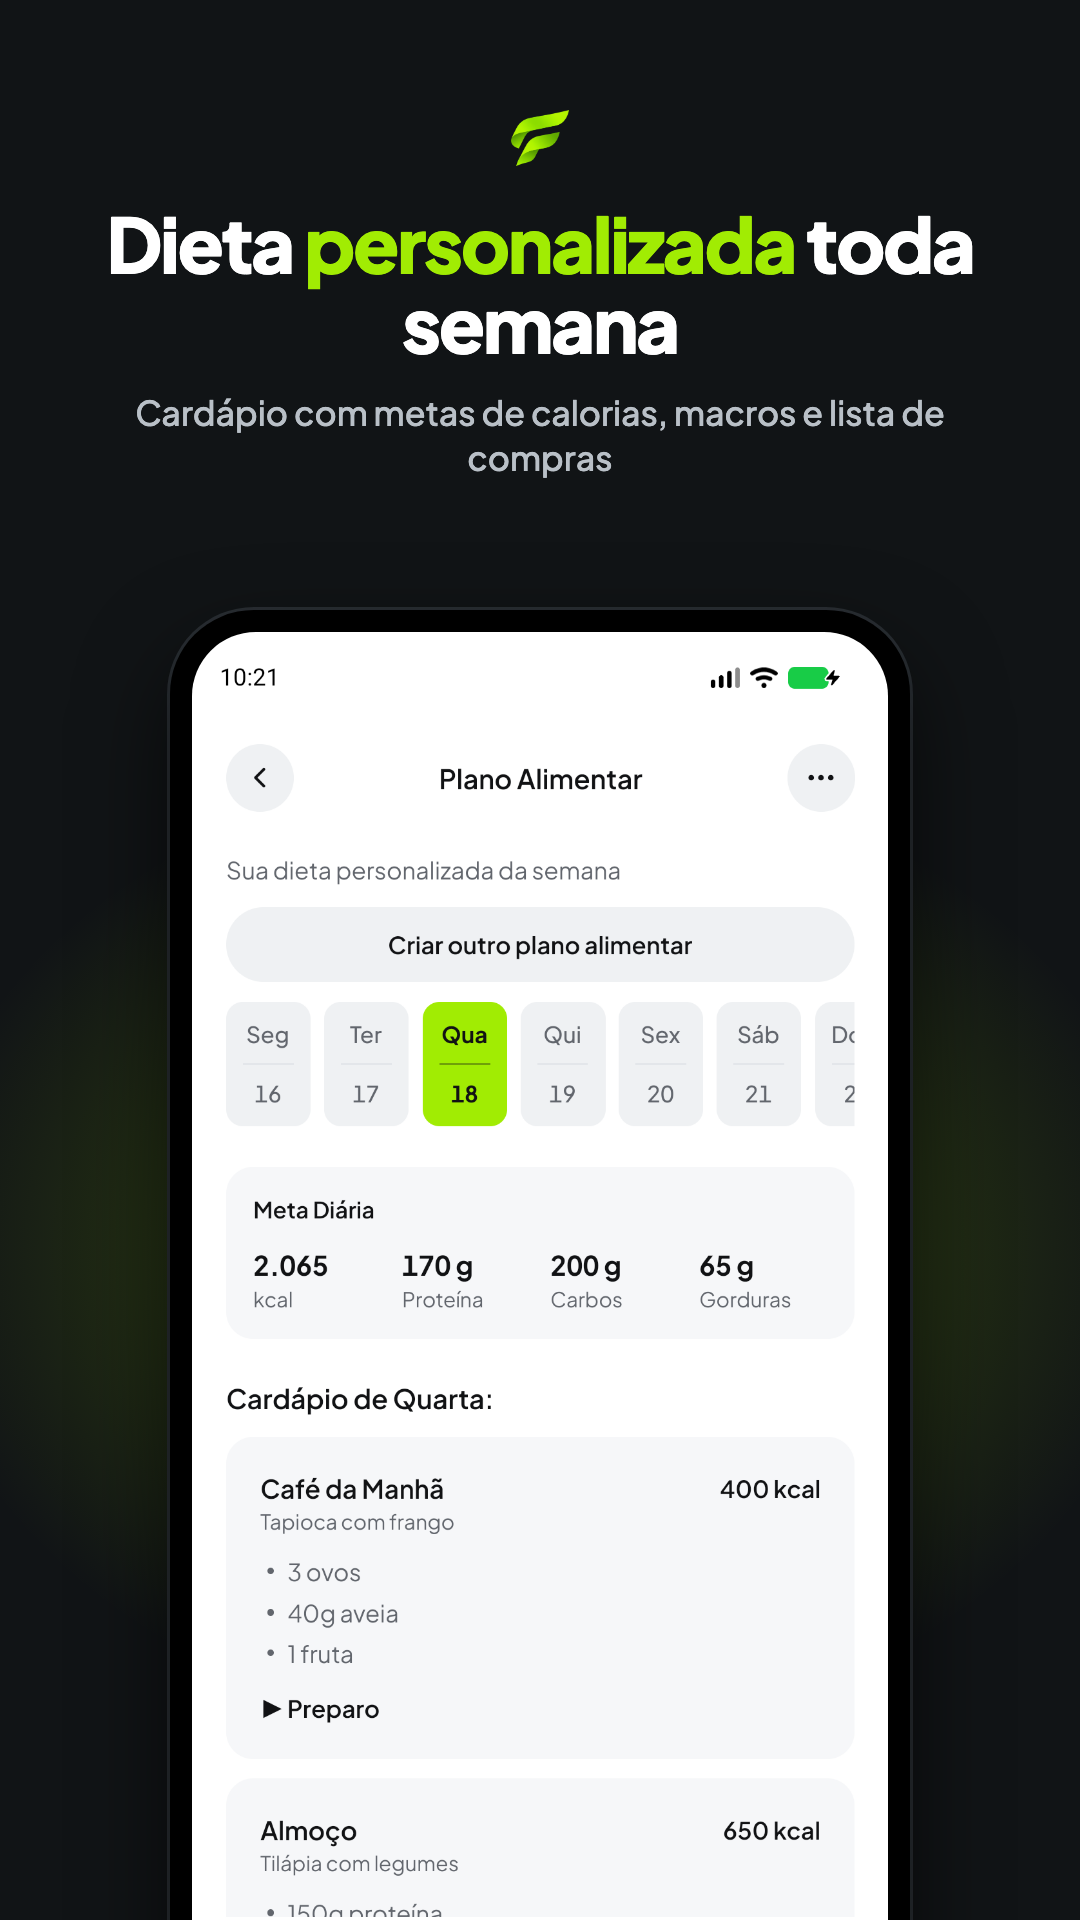 Dieta personalizada toda
semana
Cardápio com metas de calorias, macros e lista de
compras
10:21
Plano Alimentar
Sua dieta personalizada da semana
Criar outro plano alimentar
Seg Ter Qua Qui Sex Sáb
16 17 18 19 20 21
Meta Diária
2.065 170 g 200 g 65 g
kcal Proteína Carbos Gorduras
Cardápio de Quarta:
Café da Manhã 400 kcal
Tapioca com frango
• 3 ovos
• 40g aveia
• 1 fruta
▶ Preparo
Almoço 650 kcal
Tilápia com legumes
• 150g proteína